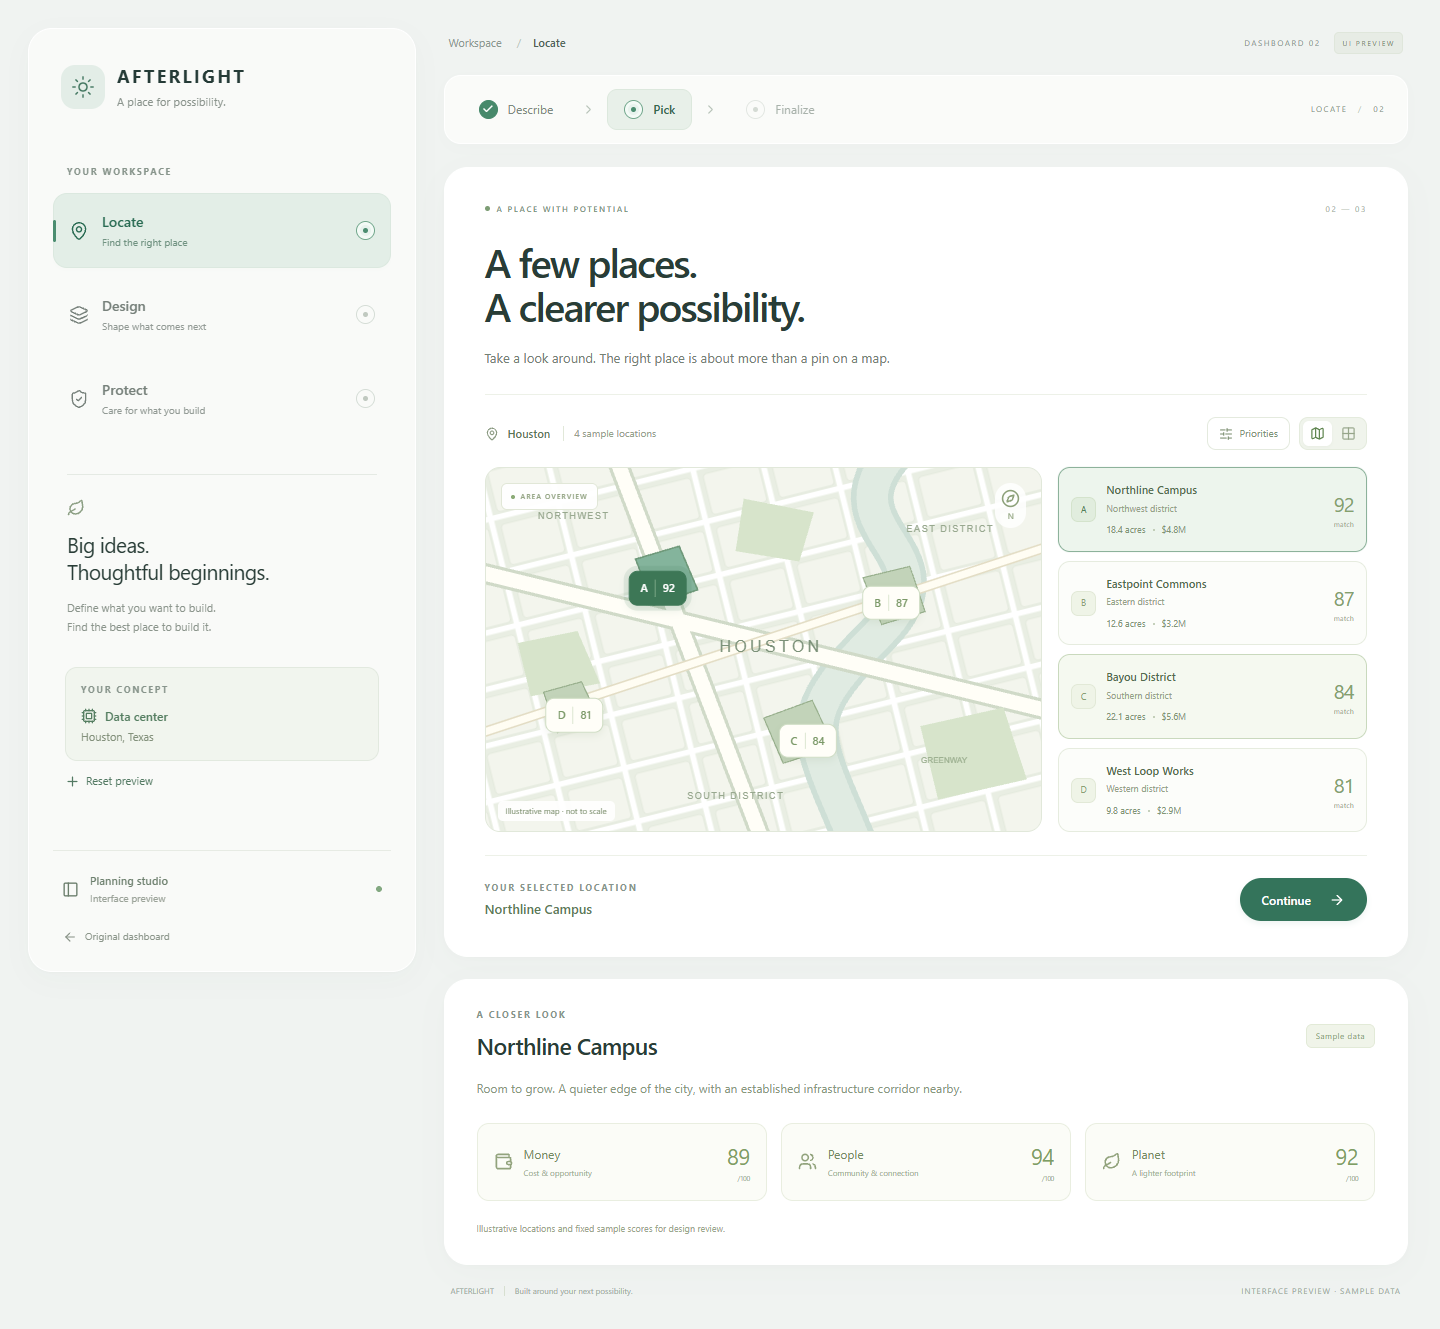 AFTERLIGHT
A place for possibility.
YOUR WORKSPACE
Locate
Find the right place
Design
Shape what comes next
Protect
Care for what you build
Big ideas.
Thoughtful beginnings.
Define what you want to build.
Find the best place to build it.
YOUR CONCEPT
Data center
Houston, Texas
Reset preview
Planning studio
Interface preview
Original dashboard
Workspace / Locate
DASHBOARD 02
UI PREVIEW
Describe
Pick
Finalize
LOCATE / 02
A PLACE WITH POTENTIAL
02 — 03
A few places.
A clearer possibility.
Take a look around. The right place is about more than a pin on a map.
Houston
4 sample locations
Priorities
AREA OVERVIEW
NORTHWEST
EAST DISTRICT
N
A 92
B 87
HOUSTON
D 81
C 84
GREENWAY
SOUTH DISTRICT
Illustrative map · not to scale
A
Northline Campus
Northwest district
18.4 acres · $4.8M
92
match
B
Eastpoint Commons
Eastern district
12.6 acres · $3.2M
87
match
C
Bayou District
Southern district
22.1 acres · $5.6M
84
match
D
West Loop Works
Western district
9.8 acres · $2.9M
81
match
YOUR SELECTED LOCATION
Northline Campus
Continue
A CLOSER LOOK
Northline Campus
Sample data
Room to grow. A quieter edge of the city, with an established infrastructure corridor nearby.
Money
Cost & opportunity
89
/100
People
Community & connection
94
/100
Planet
A lighter footprint
92
/100
Illustrative locations and fixed sample scores for design review.
AFTERLIGHT
Built around your next possibility.
INTERFACE PREVIEW · SAMPLE DATA